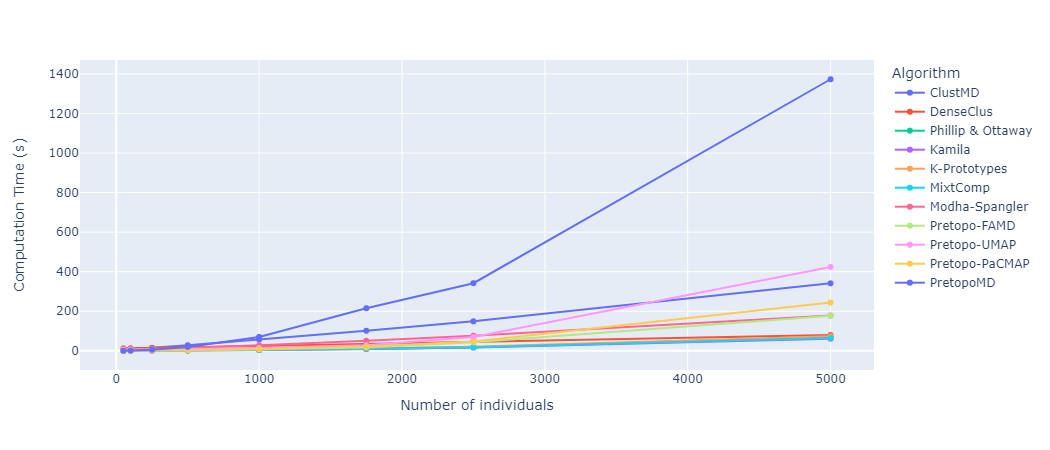 1400
1200
1000
800
600
400
200
0
Computation Time (s)
0
1000
2000
3000
4000
5000
Number of individuals
Algorithm
ClustMD
DenseClus
Phillip & Ottaway
Kamila
K-Prototypes
MixtComp
Modha-Spangler
Pretopo-FAMD
Pretopo-UMAP
Pretopo-PaCMAP
PretopoMD